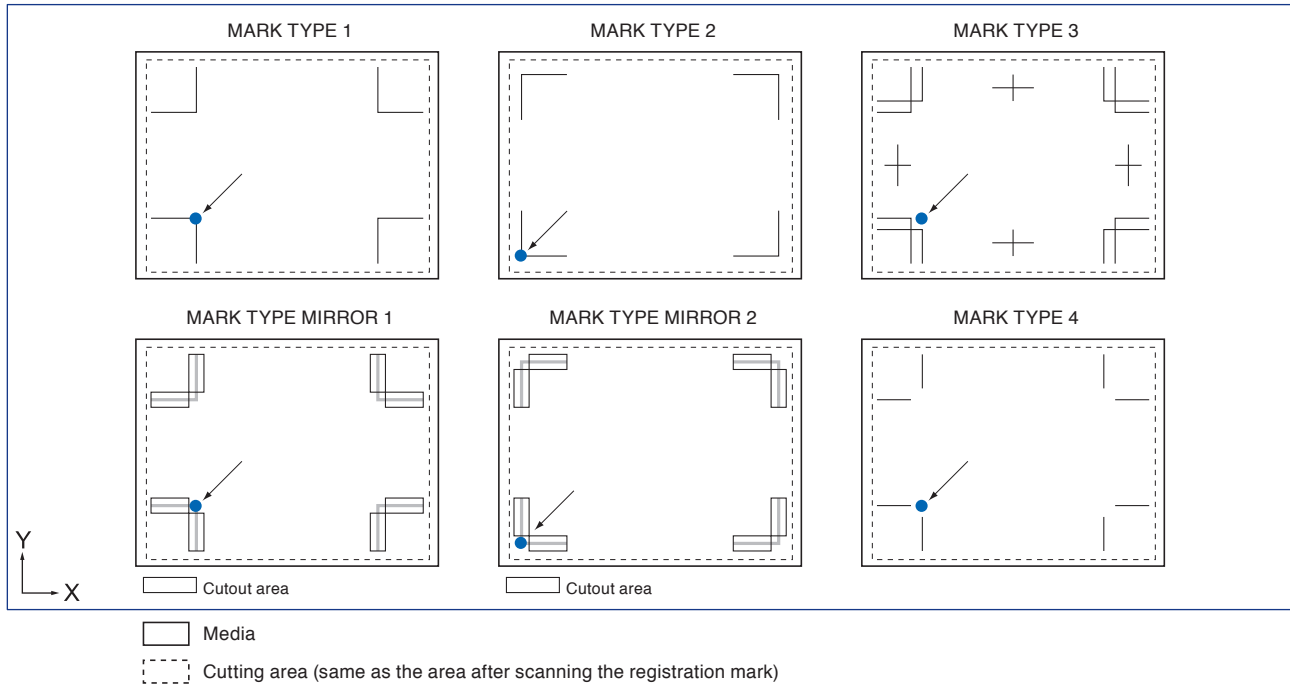 MARK TYPE 1
MARK TYPE 2
MARK TYPE 3
MARK TYPE MIRROR 1
MARK TYPE MIRROR 2
MARK TYPE 4
Y
X
Cutout area
Cutout area
Media
Cutting area (same as the area after scanning the registration mark)